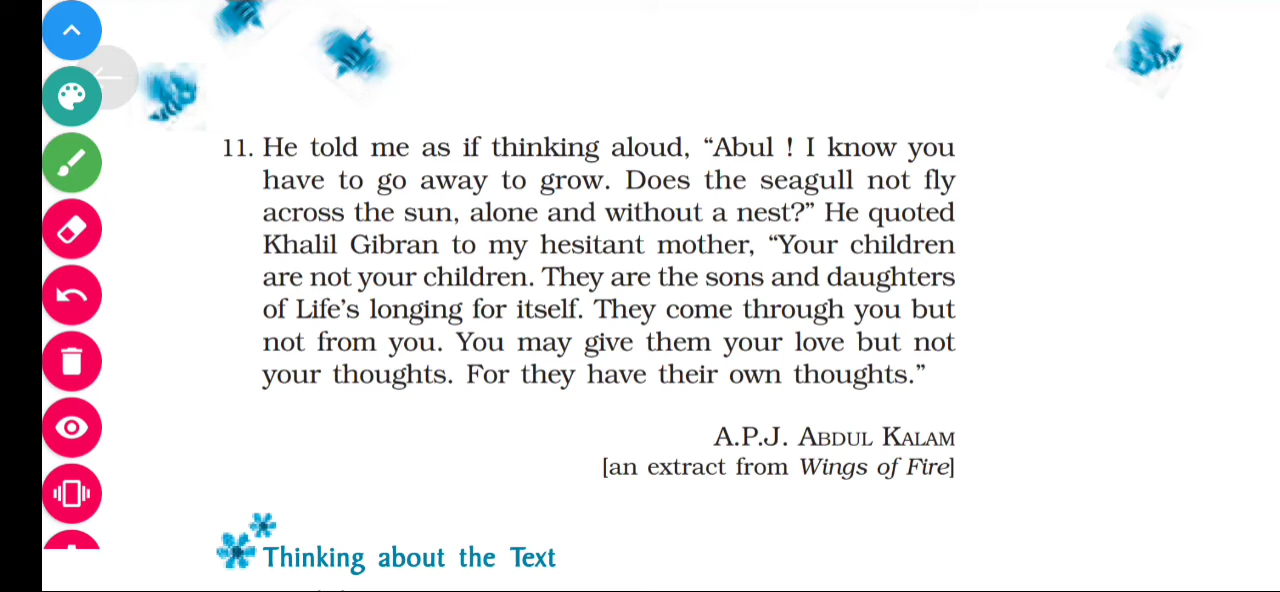 11. He told me as if thinking aloud, “Abul ! I know you
have to go away to grow. Does the seagull not fly
across the sun, alone and without a nest?” He quoted
Khalil Gibran to my hesitant mother, “Your children
are not your children. They are the sons and daughters
of Life’s longing for itself. They come through you but
not from you. You may give them your love but not
your thoughts. For they have their own thoughts.”
A.P.J. ABDUL KALAM
[an extract from Wings of Fire]
Thinking about the Text